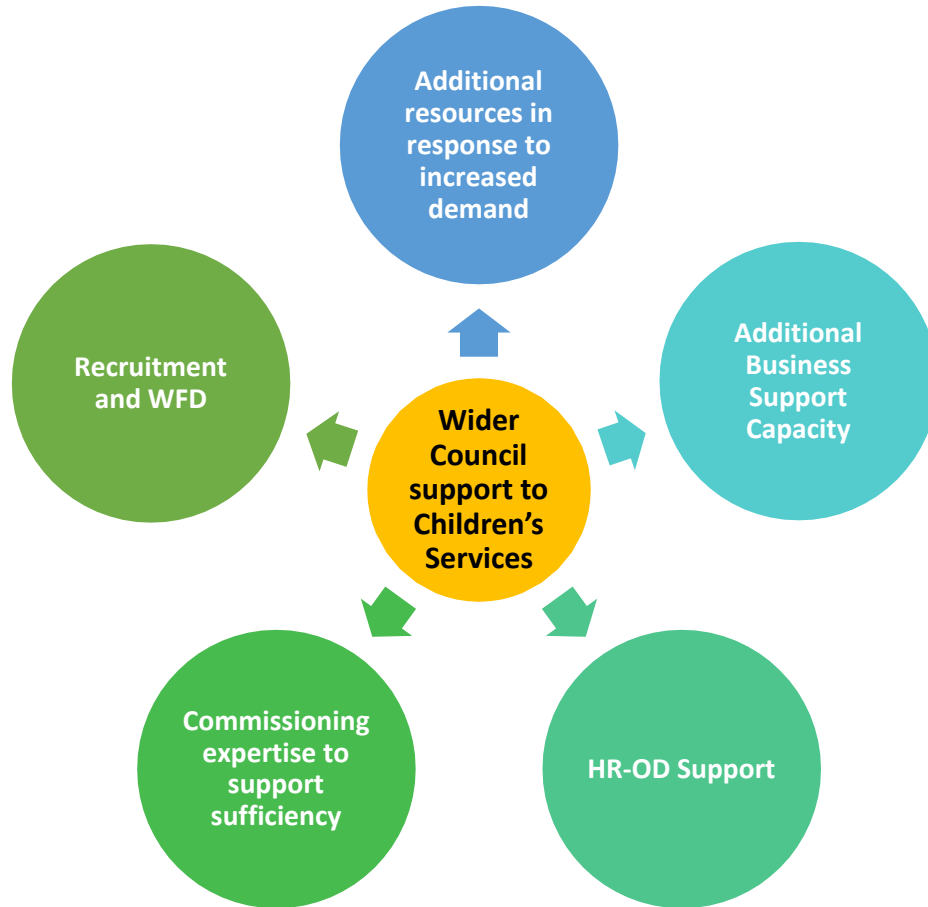 Additional
resources in
response to
increased
demand
Additional
Business
Support
Capacity
Recruitment
and WFD
Wider
Council
support to
Children’s
Services
Commissioning
expertise to
support
sufficiency
HR-OD Support